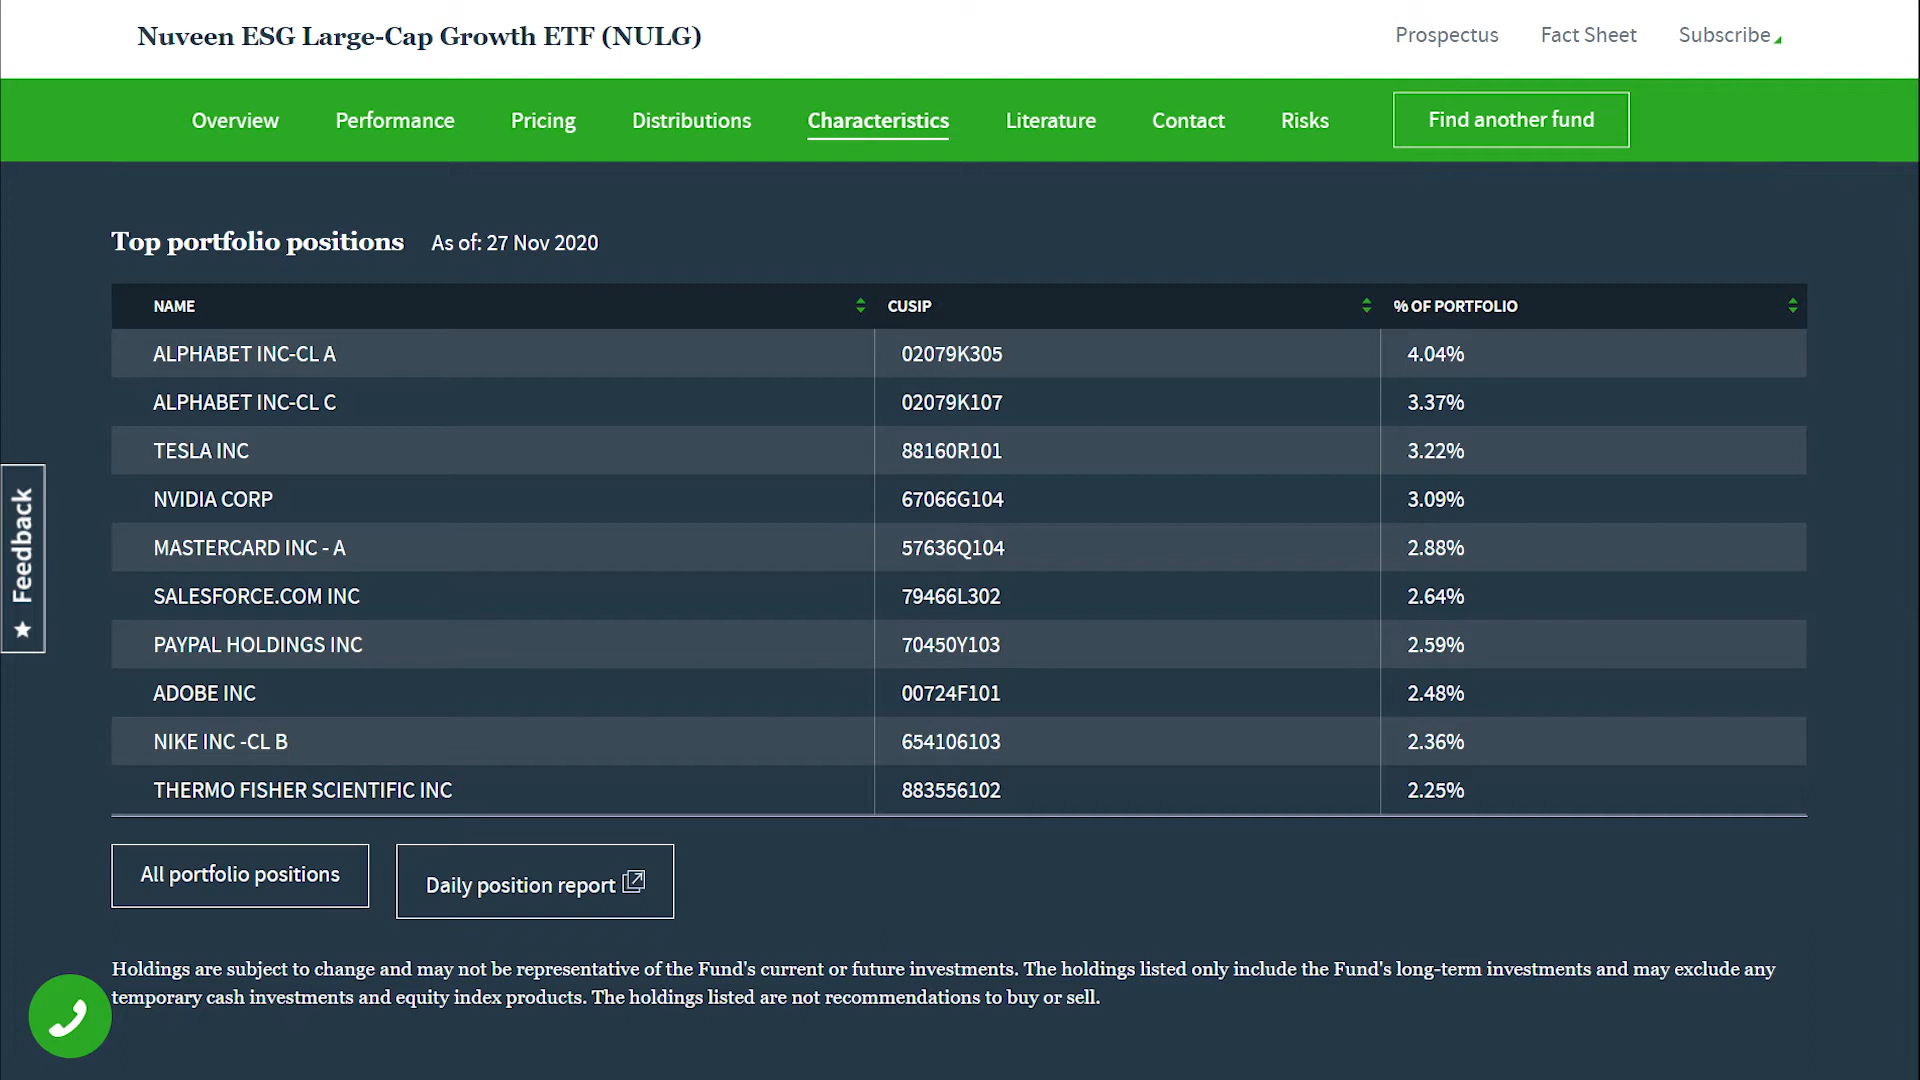 Nuveen ESG Large-Cap Growth ETF (NULG)
Prospectus Fact Sheet Subscribe
Overview Performance Pricing Distributions Characteristics Literature Contact Risks Find another fund
Top portfolio positions As of: 27 Nov 2020
NAME CUSIP % OF PORTFOLIO
ALPHABET INC-CL A 02079K305 4.04%
ALPHABET INC-CL C 02079K107 3.37%
TESLA INC 88160R101 3.22%
NVIDIA CORP 67066G104 3.09%
MASTERCARD INC - A 57636Q104 2.88%
SALESFORCE.COM INC 79466L302 2.64%
PAYPAL HOLDINGS INC 70450Y103 2.59%
ADOBE INC 00724F101 2.48%
NIKE INC -CL B 654106103 2.36%
THERMO FISHER SCIENTIFIC INC 883556102 2.25%
Feedback
All portfolio positions Daily position report
Holdings are subject to change and may not be representative of the Fund's current or future investments. The holdings listed only include the Fund's long-term investments and may exclude any
temporary cash investments and equity index products. The holdings listed are not recommendations to buy or sell.